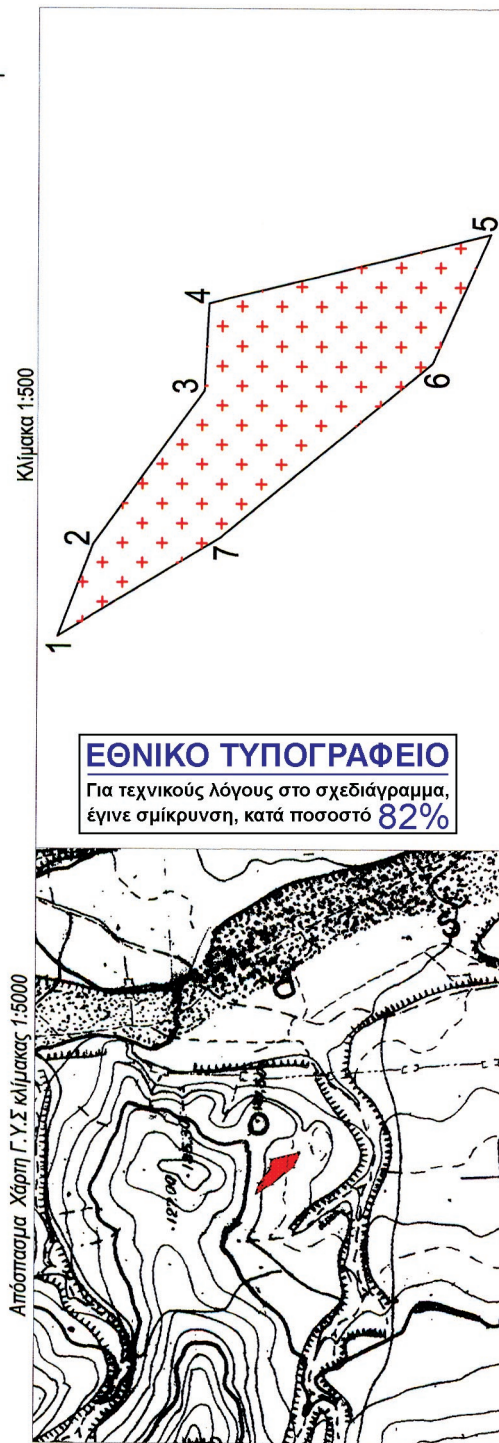 Κλίμακα 1:500
1
2
3
4
5
6
7
ΕΘΝΙΚΟ ΤΥΠΟΓΡΑΦΕΙΟ
Για τεχνικούς λόγους στο σχεδιάγραμμα,
έγινε σμίκρυνση, κατά ποσοστό 82%
Απόσπασμα Χάρτη Γ.Υ.Σ κλίμακας 1:5000